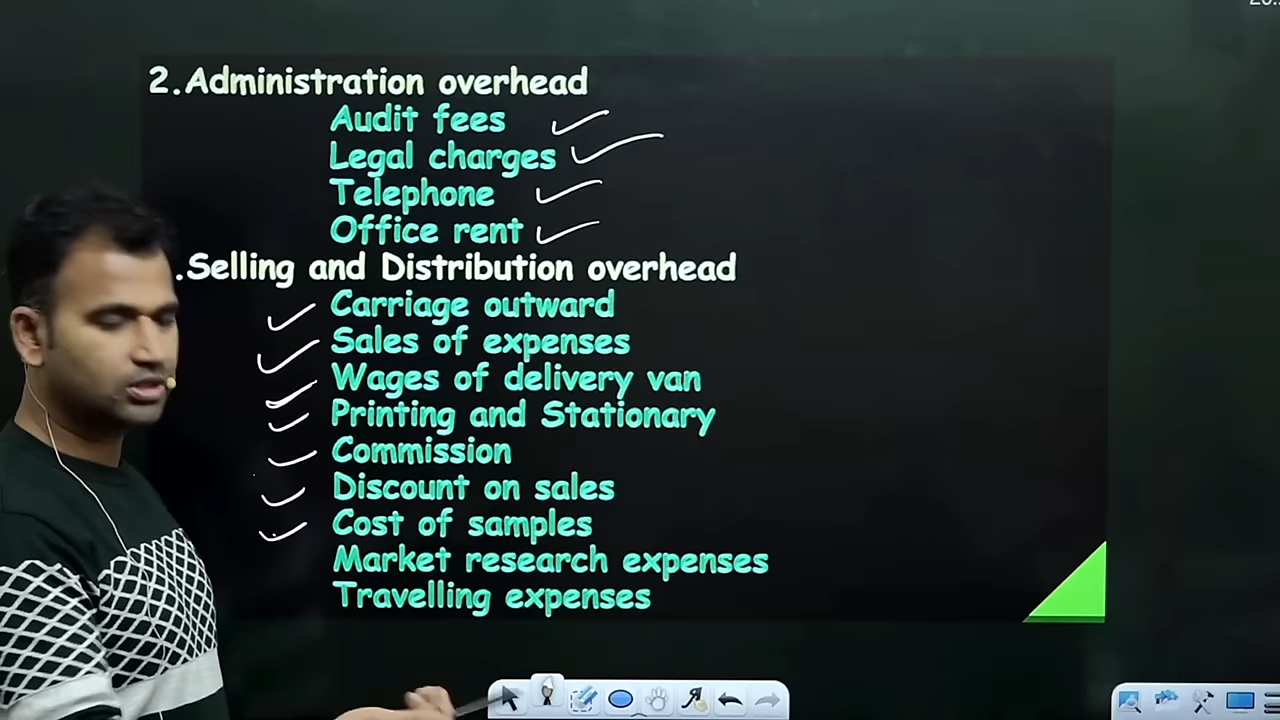 2.Administration overhead
Audit fees
Legal charges
Telephone
Office rent
.Selling and Distribution overhead
Carriage outward
Sales of expenses
Wages of delivery van
Printing and Stationary
Commission
Discount on sales
Cost of samples
Market research expenses
Travelling expenses